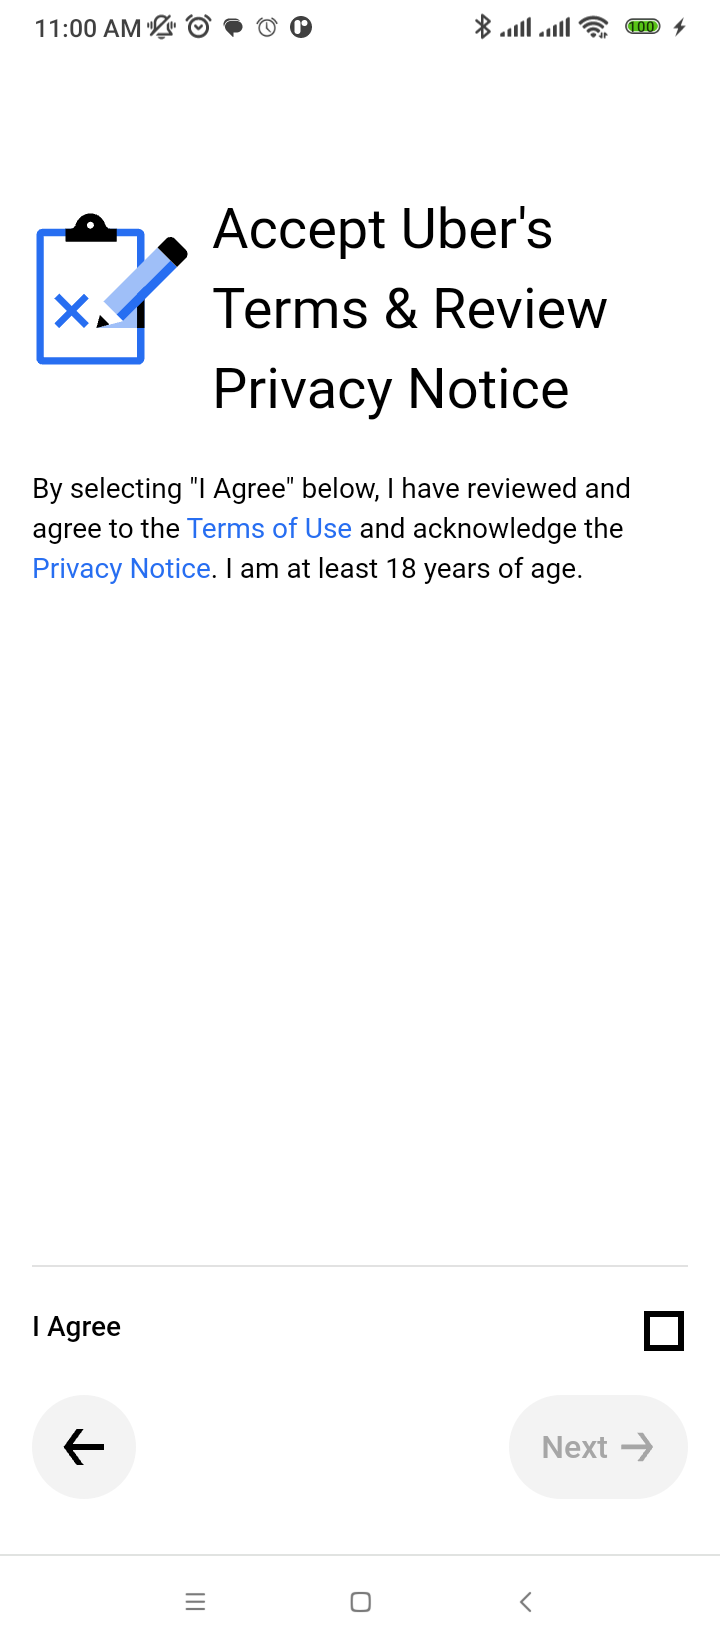 11:00 AM
100
Accept Uber's
Terms & Review
Privacy Notice
By selecting "I Agree" below, I have reviewed and
agree to the Terms of Use and acknowledge the
Privacy Notice. I am at least 18 years of age.
I Agree
Next